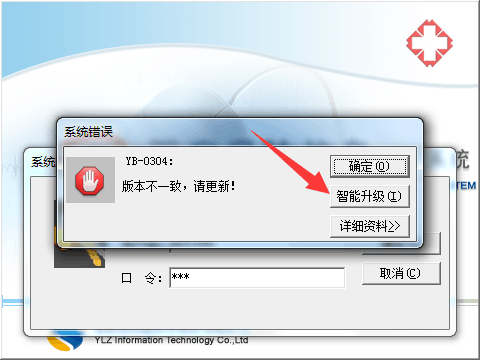 系统错误
YB-0304:
版本不一致，请更新!
确定(O)
智能升级(I)
详细资料>>
系统
统
TEM
口 令: ***
取消(C)
YLZ Information Technology Co.,Ltd